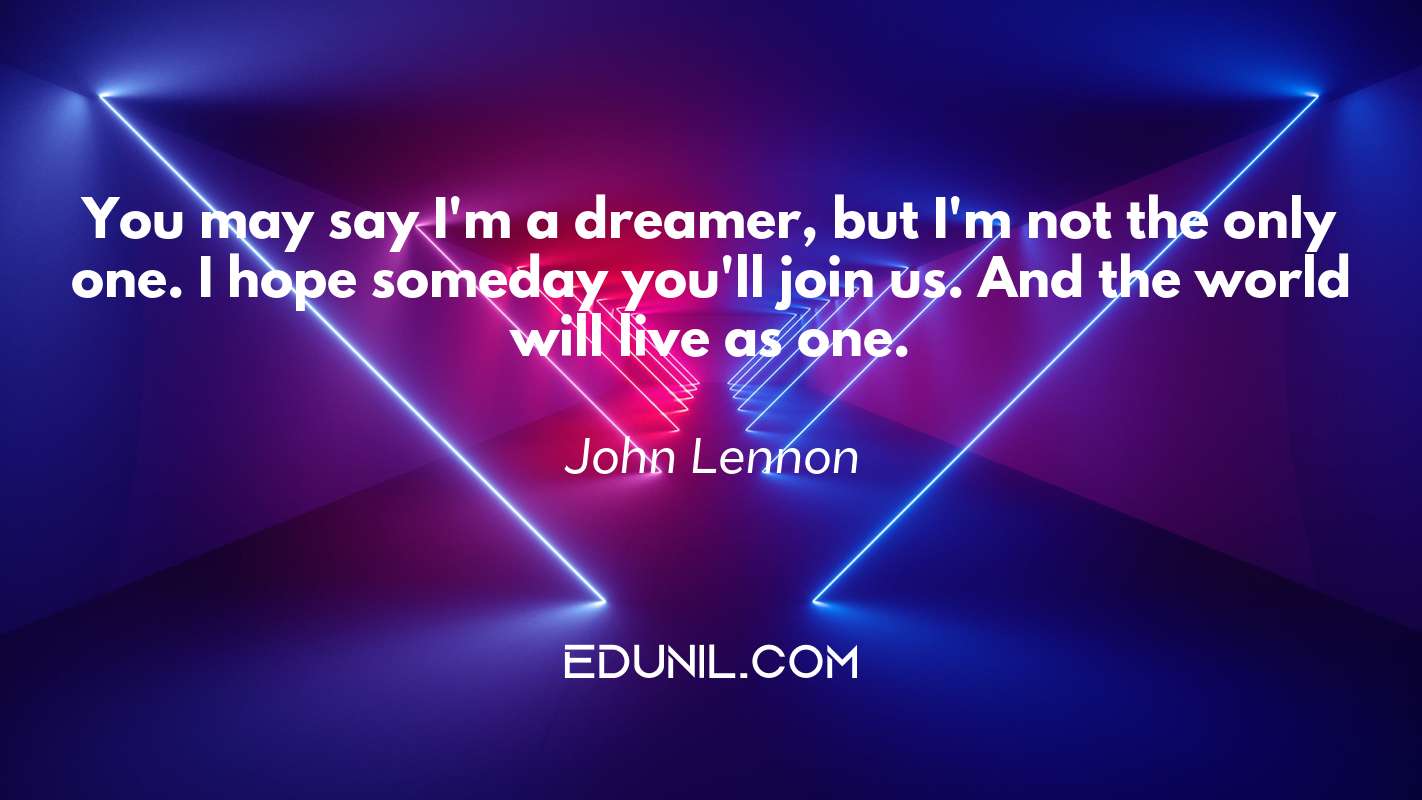 You may say I'm a dreamer, but I'm not the only
one. I hope someday you'll join us. And the world
will live as one.
John Lennon
EDUNIL.COM